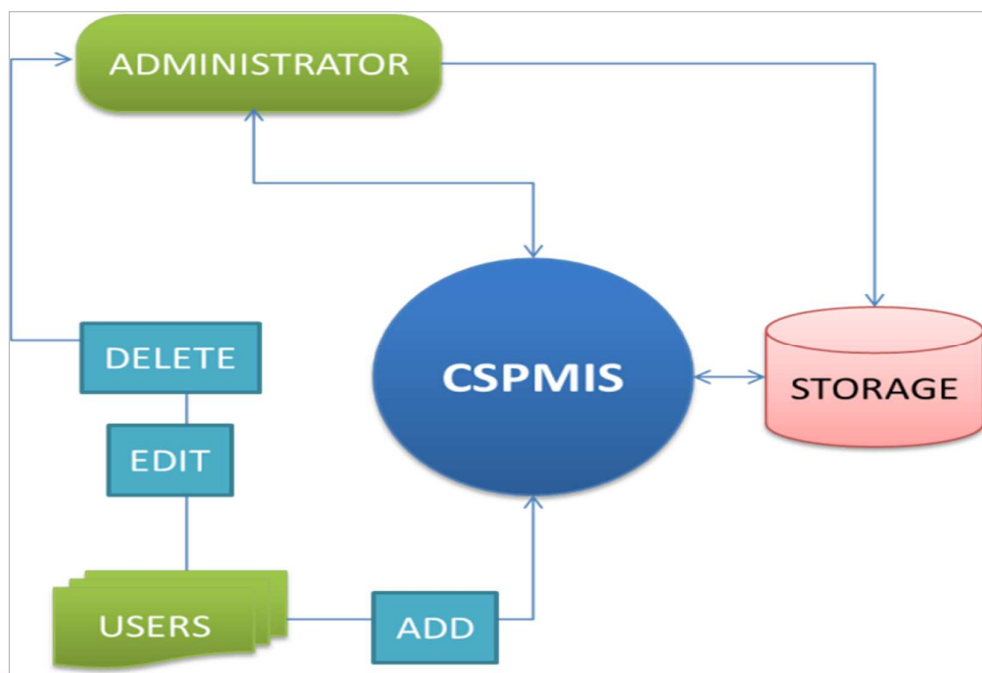 ADMINISTRATOR
DELETE
CSPMIS
STORAGE
EDIT
USERS
ADD